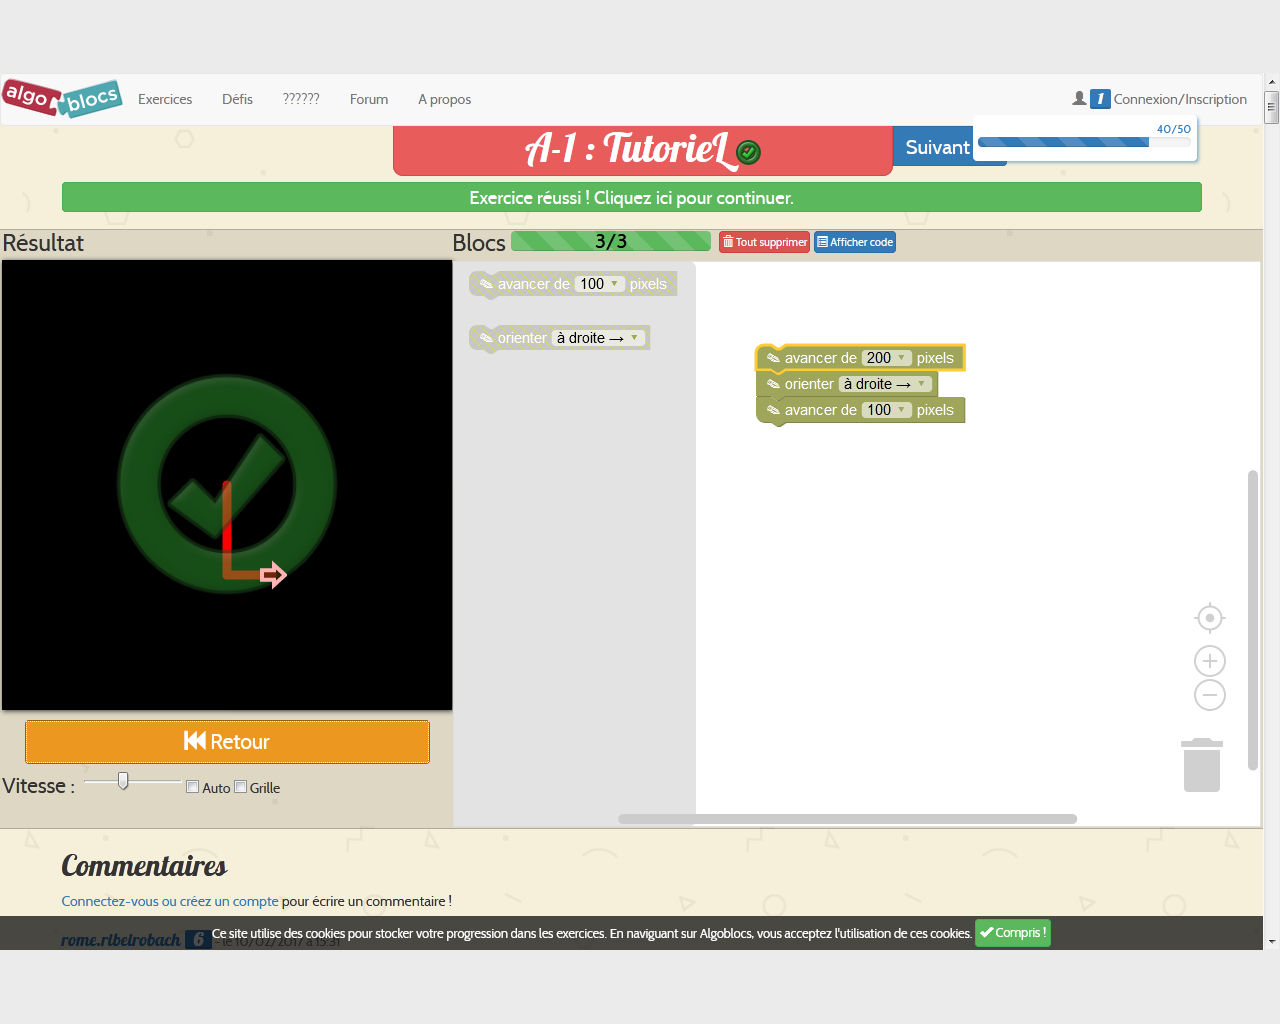 algo blocs
Exercices Défis ?????? Forum A propos 1 Connexion/Inscription
40/50
A-1 : TutorieL
Suivant
Exercice réussi ! Cliquez ici pour continuer.
Résultat
Blocs 3/3 Tout supprimer Afficher code
avancer de 100 pixels
orienter à droite →
avancer de 200 pixels
orienter à droite →
avancer de 100 pixels
Retour
Vitesse : Auto Grille
Commentaires
Connectez-vous ou créez un compte pour écrire un commentaire !
rome.ribelrobach 6 - le 10/02/2017 à 15:31
Ce site utilise des cookies pour stocker votre progression dans les exercices. En naviguant sur Algoblocs, vous acceptez l'utilisation de ces cookies. Compris !